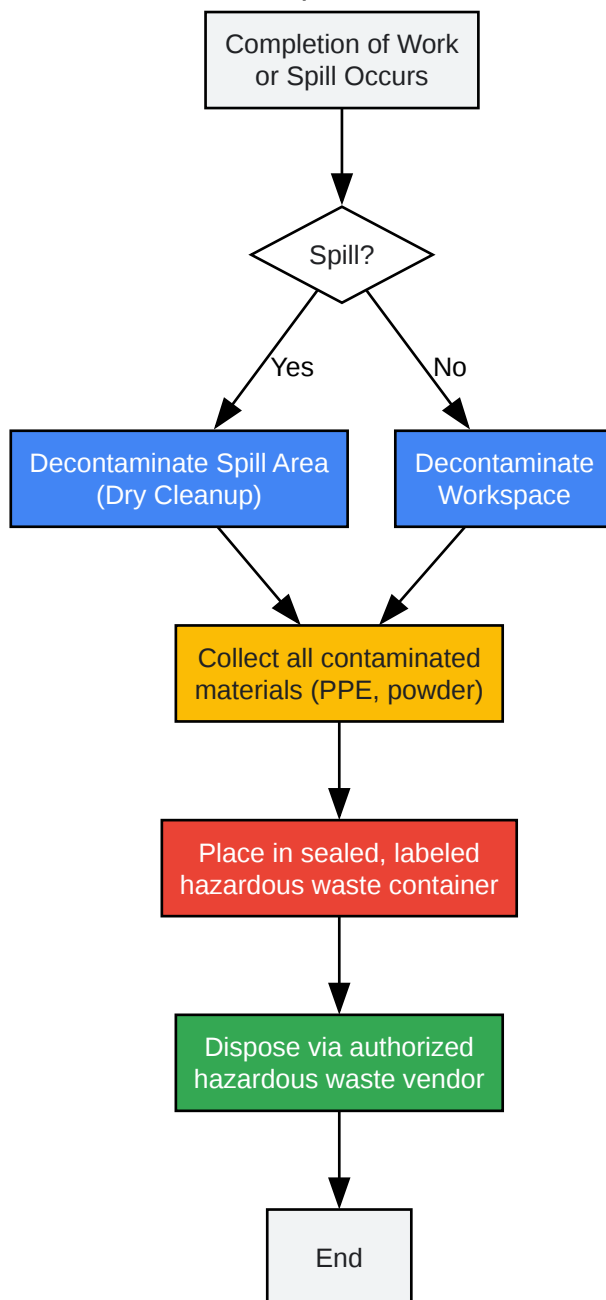 Completion of Work
or Spill Occurs
Spill?
Yes
No
Decontaminate Spill Area
(Dry Cleanup)
Decontaminate
Workspace
Collect all contaminated
materials (PPE, powder)
Place in sealed, labeled
hazardous waste container
Dispose via authorized
hazardous waste vendor
End